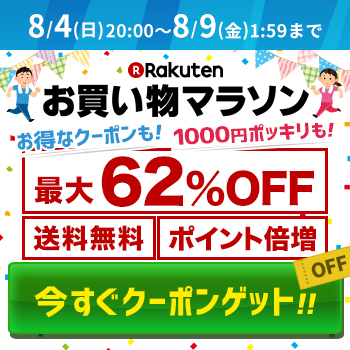 8/4(日)20:00〜8/9(金)1:59まで
R Rakuten
お買い物マラソン
お得なクーポンも! 1000円ポッキリも!
最大62%OFF
送料無料 ポイント倍増
OFF
今すぐクーポンゲット!!